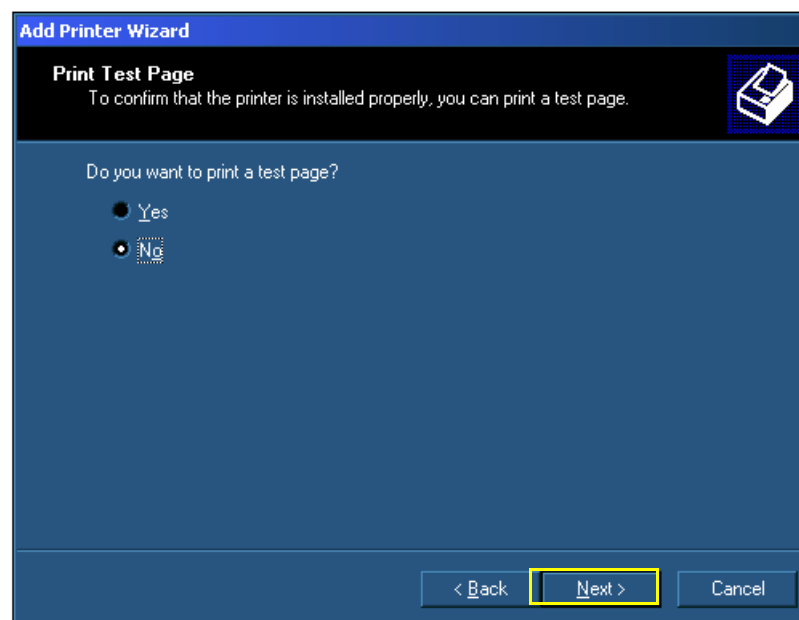 Add Printer Wizard
Print Test Page
To confirm that the printer is installed properly, you can print a test page.
Do you want to print a test page?
Yes
No
< Back Next > Cancel